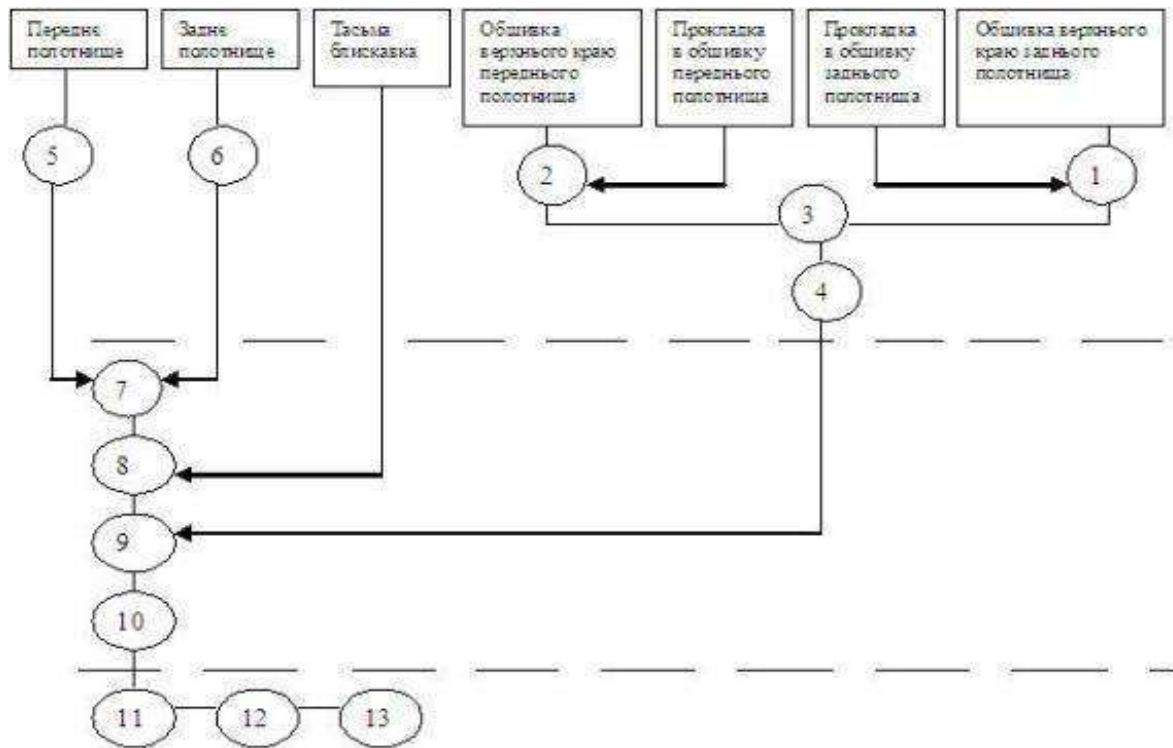 Переднє
полотнище
Заднє
полотнище
Тасьма
блискавка
Обшивка
верхнього краю
переднього
полотнища
Прокладка
в обшивку
переднього
полотнища
Прокладка
в обшивку
заднього
полотнища
Обшивка верхнього
краю заднього
полотнища
5
6
2
1
3
4
7
8
9
10
11
12
13